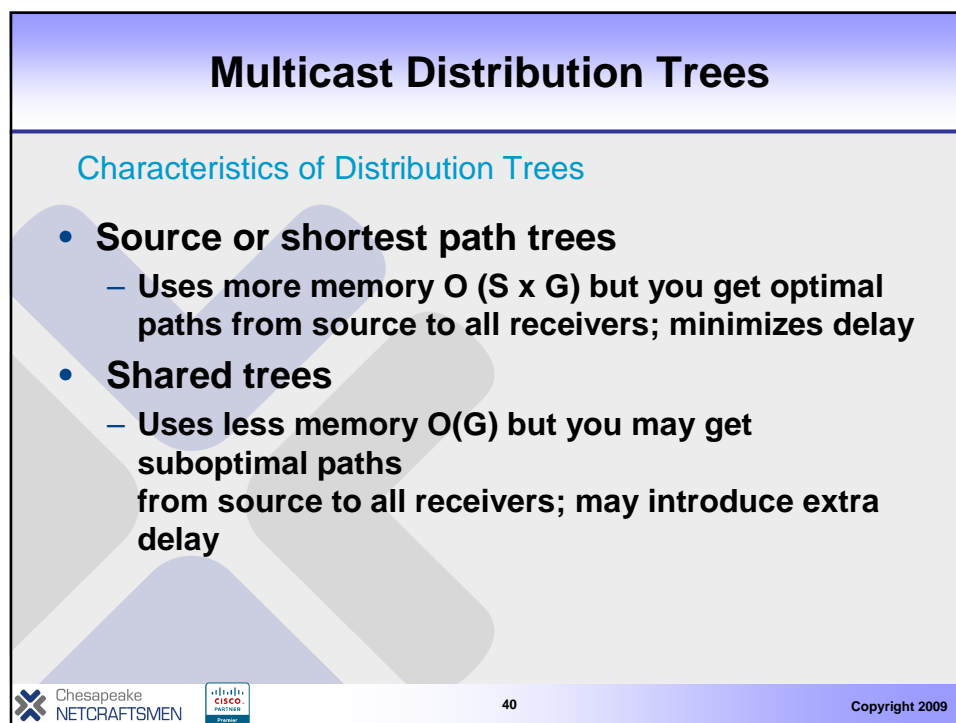 Multicast Distribution Trees
Characteristics of Distribution Trees
• Source or shortest path trees
– Uses more memory O (S x G) but you get optimal
paths from source to all receivers; minimizes delay
• Shared trees
– Uses less memory O(G) but you may get
suboptimal paths
from source to all receivers; may introduce extra
delay
Chesapeake
NETCRAFTSMEN
CISCO
PARTNER
Premier
40
Copyright 2009